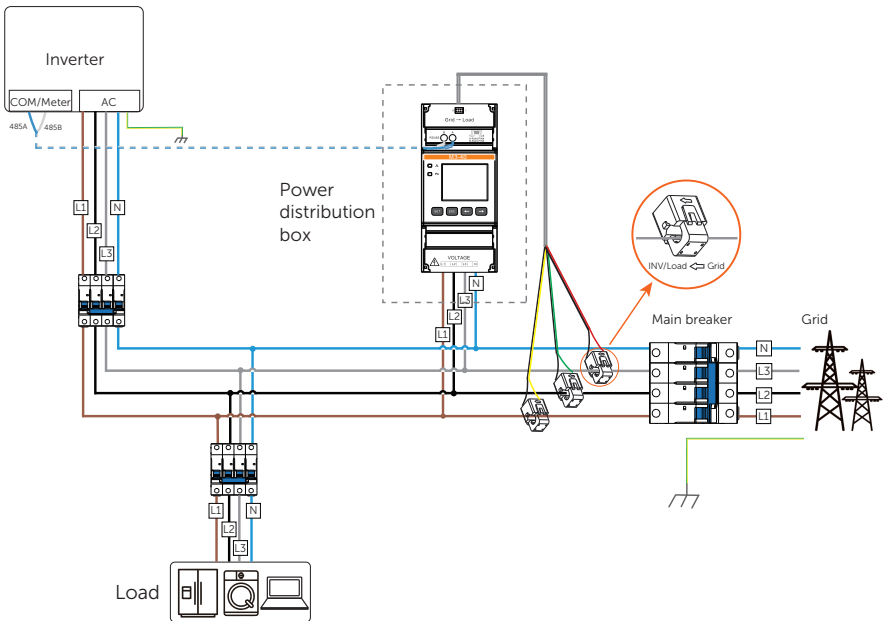 Inverter
COM/Meter
AC
485A
485B
L1
L2
L3
N
Power
distribution
box
Grid → Load
VOLTAGE
N
L3
L2
L1
INV/Load ⇦ Grid
Main breaker
Grid
N
L3
L2
L1
L1
L2
L3
N
Load